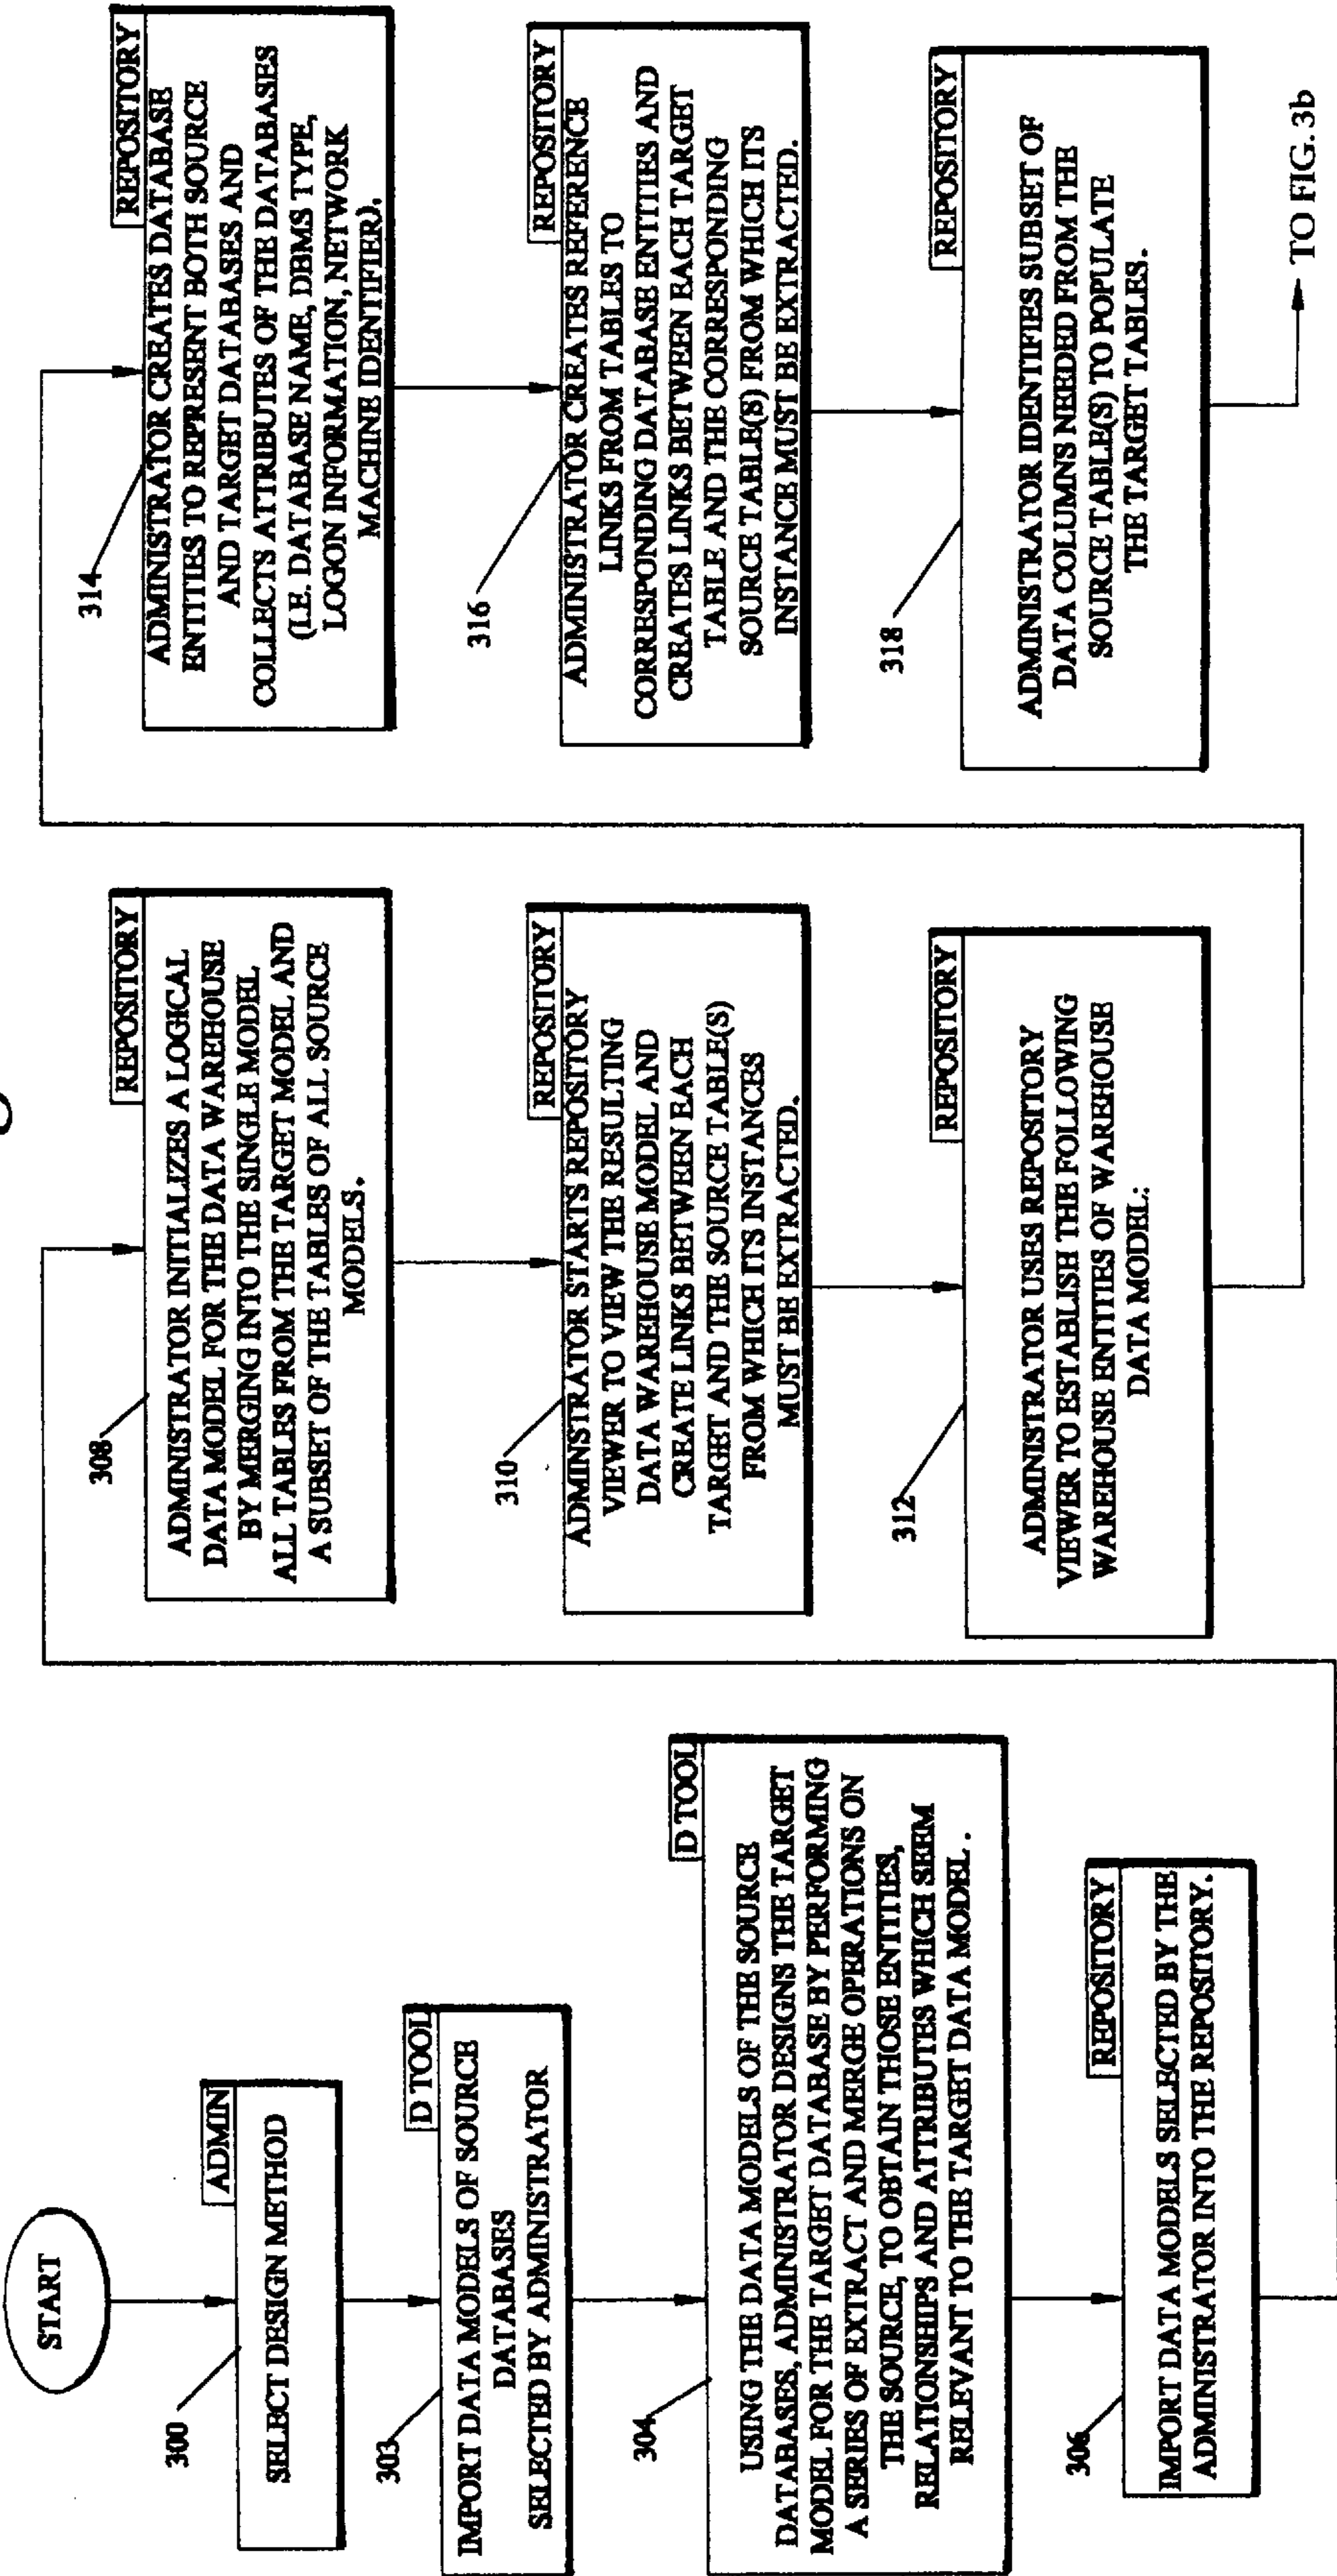 START
300
ADMIN
SELECT DESIGN METHOD
303
D TOOL
IMPORT DATA MODELS OF SOURCE
DATABASES
SELECTED BY ADMINISTRATOR
304
D TOOL
USING THE DATA MODELS OF THE SOURCE
DATABASES, ADMINISTRATOR DESIGNS THE TARGET
MODEL FOR THE TARGET DATABASE BY PERFORMING
A SERIES OF EXTRACT AND MERGE OPERATIONS ON
THE SOURCE, TO OBTAIN THOSE ENTITIES,
RELATIONSHIPS AND ATTRIBUTES WHICH SEEM
RELEVANT TO THE TARGET DATA MODEL .
306
REPOSITORY
IMPORT DATA MODELS SELECTED BY THE
ADMINISTRATOR INTO THE REPOSITORY.
308
REPOSITORY
ADMINISTRATOR INITIALIZES A LOGICAL
DATA MODEL FOR THE DATA WAREHOUSE
BY MERGING INTO THE SINGLE MODEL
ALL TABLES FROM THE TARGET MODEL AND
A SUBSET OF THE TABLES OF ALL SOURCE
MODELS.
310
REPOSITORY
ADMINSTRATOR STARTS REPOSITORY
VIEWER TO VIEW THE RESULTING
DATA WAREHOUSE MODEL AND
CREATE LINKS BETWEEN EACH
TARGET AND THE SOURCE TABLE(S)
FROM WHICH ITS INSTANCES
MUST BE EXTRACTED.
312
REPOSITORY
ADMINISTRATOR USES REPOSITORY
VIEWER TO ESTABLISH THE FOLLOWING
WAREHOUSE ENTITIES OF WAREHOUSE
DATA MODEL:
314
REPOSITORY
ADMINISTRATOR CREATES DATABASE
ENTITIES TO REPRESENT BOTH SOURCE
AND TARGET DATABASES AND
COLLECTS ATTRIBUTES OF THE DATABASES
(I.E. DATABASE NAME, DBMS TYPE,
LOGON INFORMATION, NETWORK
MACHINE IDENTIFIER).
316
REPOSITORY
ADMINISTRATOR CREATES REFERENCE
LINKS FROM TABLES TO
CORRESPONDING DATABASE ENTITIES AND
CREATES LINKS BETWEEN EACH TARGET
TABLE AND THE CORRESPONDING
SOURCE TABLE(S) FROM WHICH ITS
INSTANCE MUST BE EXTRACTED.
318
REPOSITORY
ADMINISTRATOR IDENTIFIES SUBSET OF
DATA COLUMNS NEEDED FROM THE
SOURCE TABLE(S) TO POPULATE
THE TARGET TABLES.
TO FIG. 3b